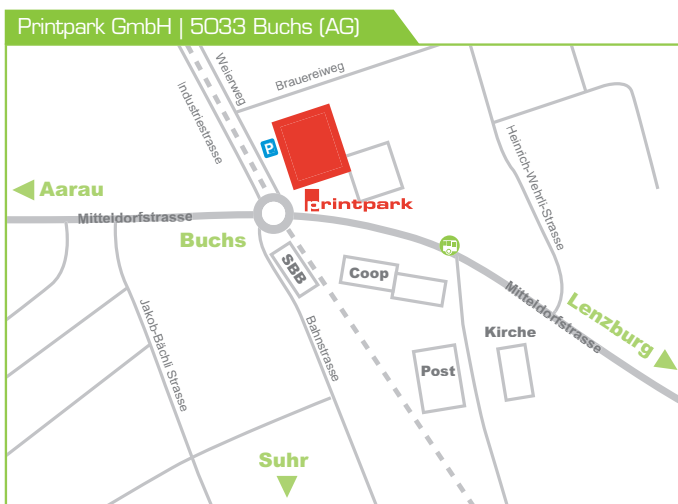 Printpark GmbH | 5033 Buchs (AG)
Weierweg
Brauereiweg
Industriestrasse
P
Heinrich-Wehrli-Strasse
Aarau
printpark
Mitteldorfstrasse
Buchs
SBB
Coop
Mitteldorfstrasse
Lenzburg
Jakob-Bächli Strasse
Bahnstrasse
Kirche
Post
Suhr